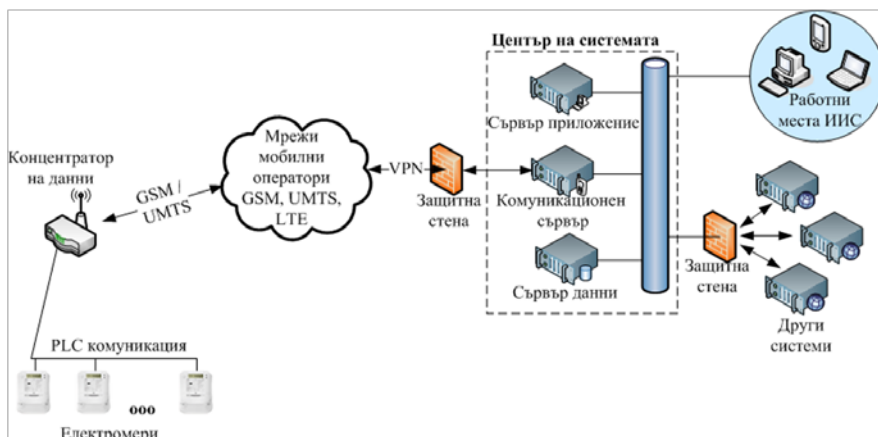 Център на системата
Работни
места ИИС
Сървър приложение
Концентратор
на данни
GSM /
UMTS
Мрежи
мобилни
оператори
GSM, UMTS,
LTE
VPN
Защитна
стена
Комуникационен
сървър
Сървър данни
Защитна
стена
Други
системи
PLC комуникация
ооо
Електромери